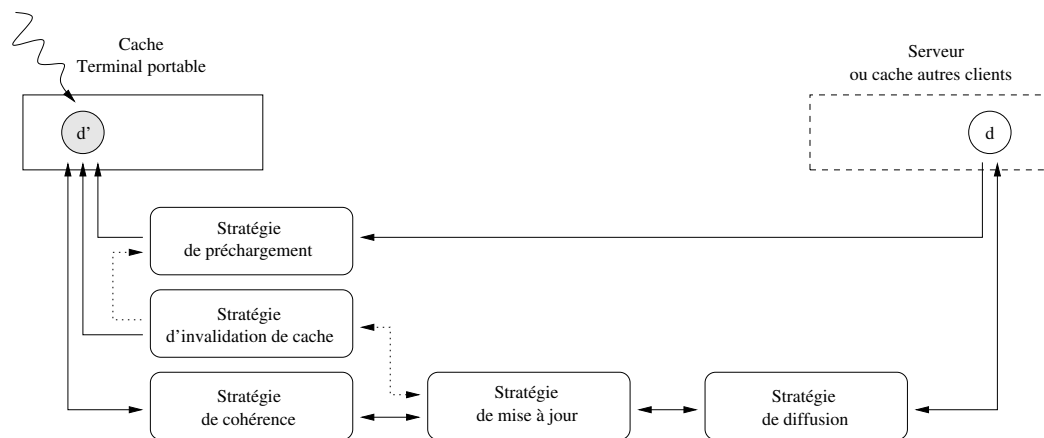 Cache
Terminal portable
Serveur
ou cache autres clients
d'
d
Stratégie
de préchargement
Stratégie
d'invalidation de cache
Stratégie
de cohérence
Stratégie
de mise à jour
Stratégie
de diffusion